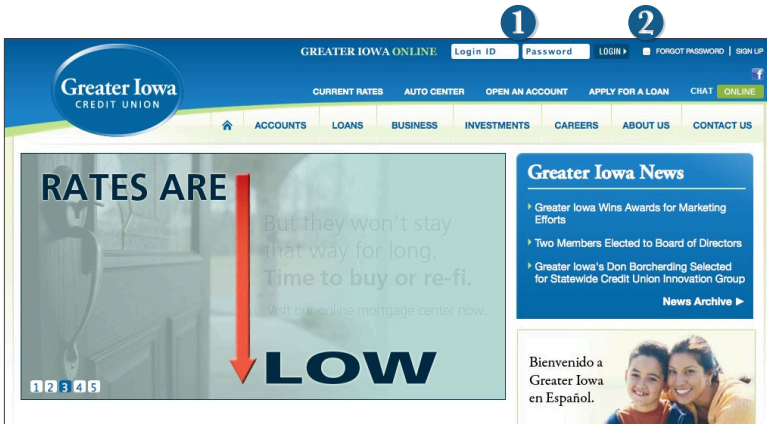 1 2
GREATER IOWA ONLINE Login ID Password LOGIN FORGOT PASSWORD | SIGN UP
f
Greater Iowa
CREDIT UNION
CURRENT RATES AUTO CENTER OPEN AN ACCOUNT APPLY FOR A LOAN CHAT ONLINE
ACCOUNTS LOANS BUSINESS INVESTMENTS CAREERS ABOUT US CONTACT US
RATES ARE
But they won't stay
that way for long.
Time to buy or re-fi.
Visit our online mortgage center now.
LOW
1 2 3 4 5
Greater Iowa News
Greater Iowa Wins Awards for Marketing
Efforts
Two Members Elected to Board of Directors
Greater Iowa's Don Borcherding Selected
for Statewide Credit Union Innovation Group
News Archive
Bienvenido a
Greater Iowa
en Español.